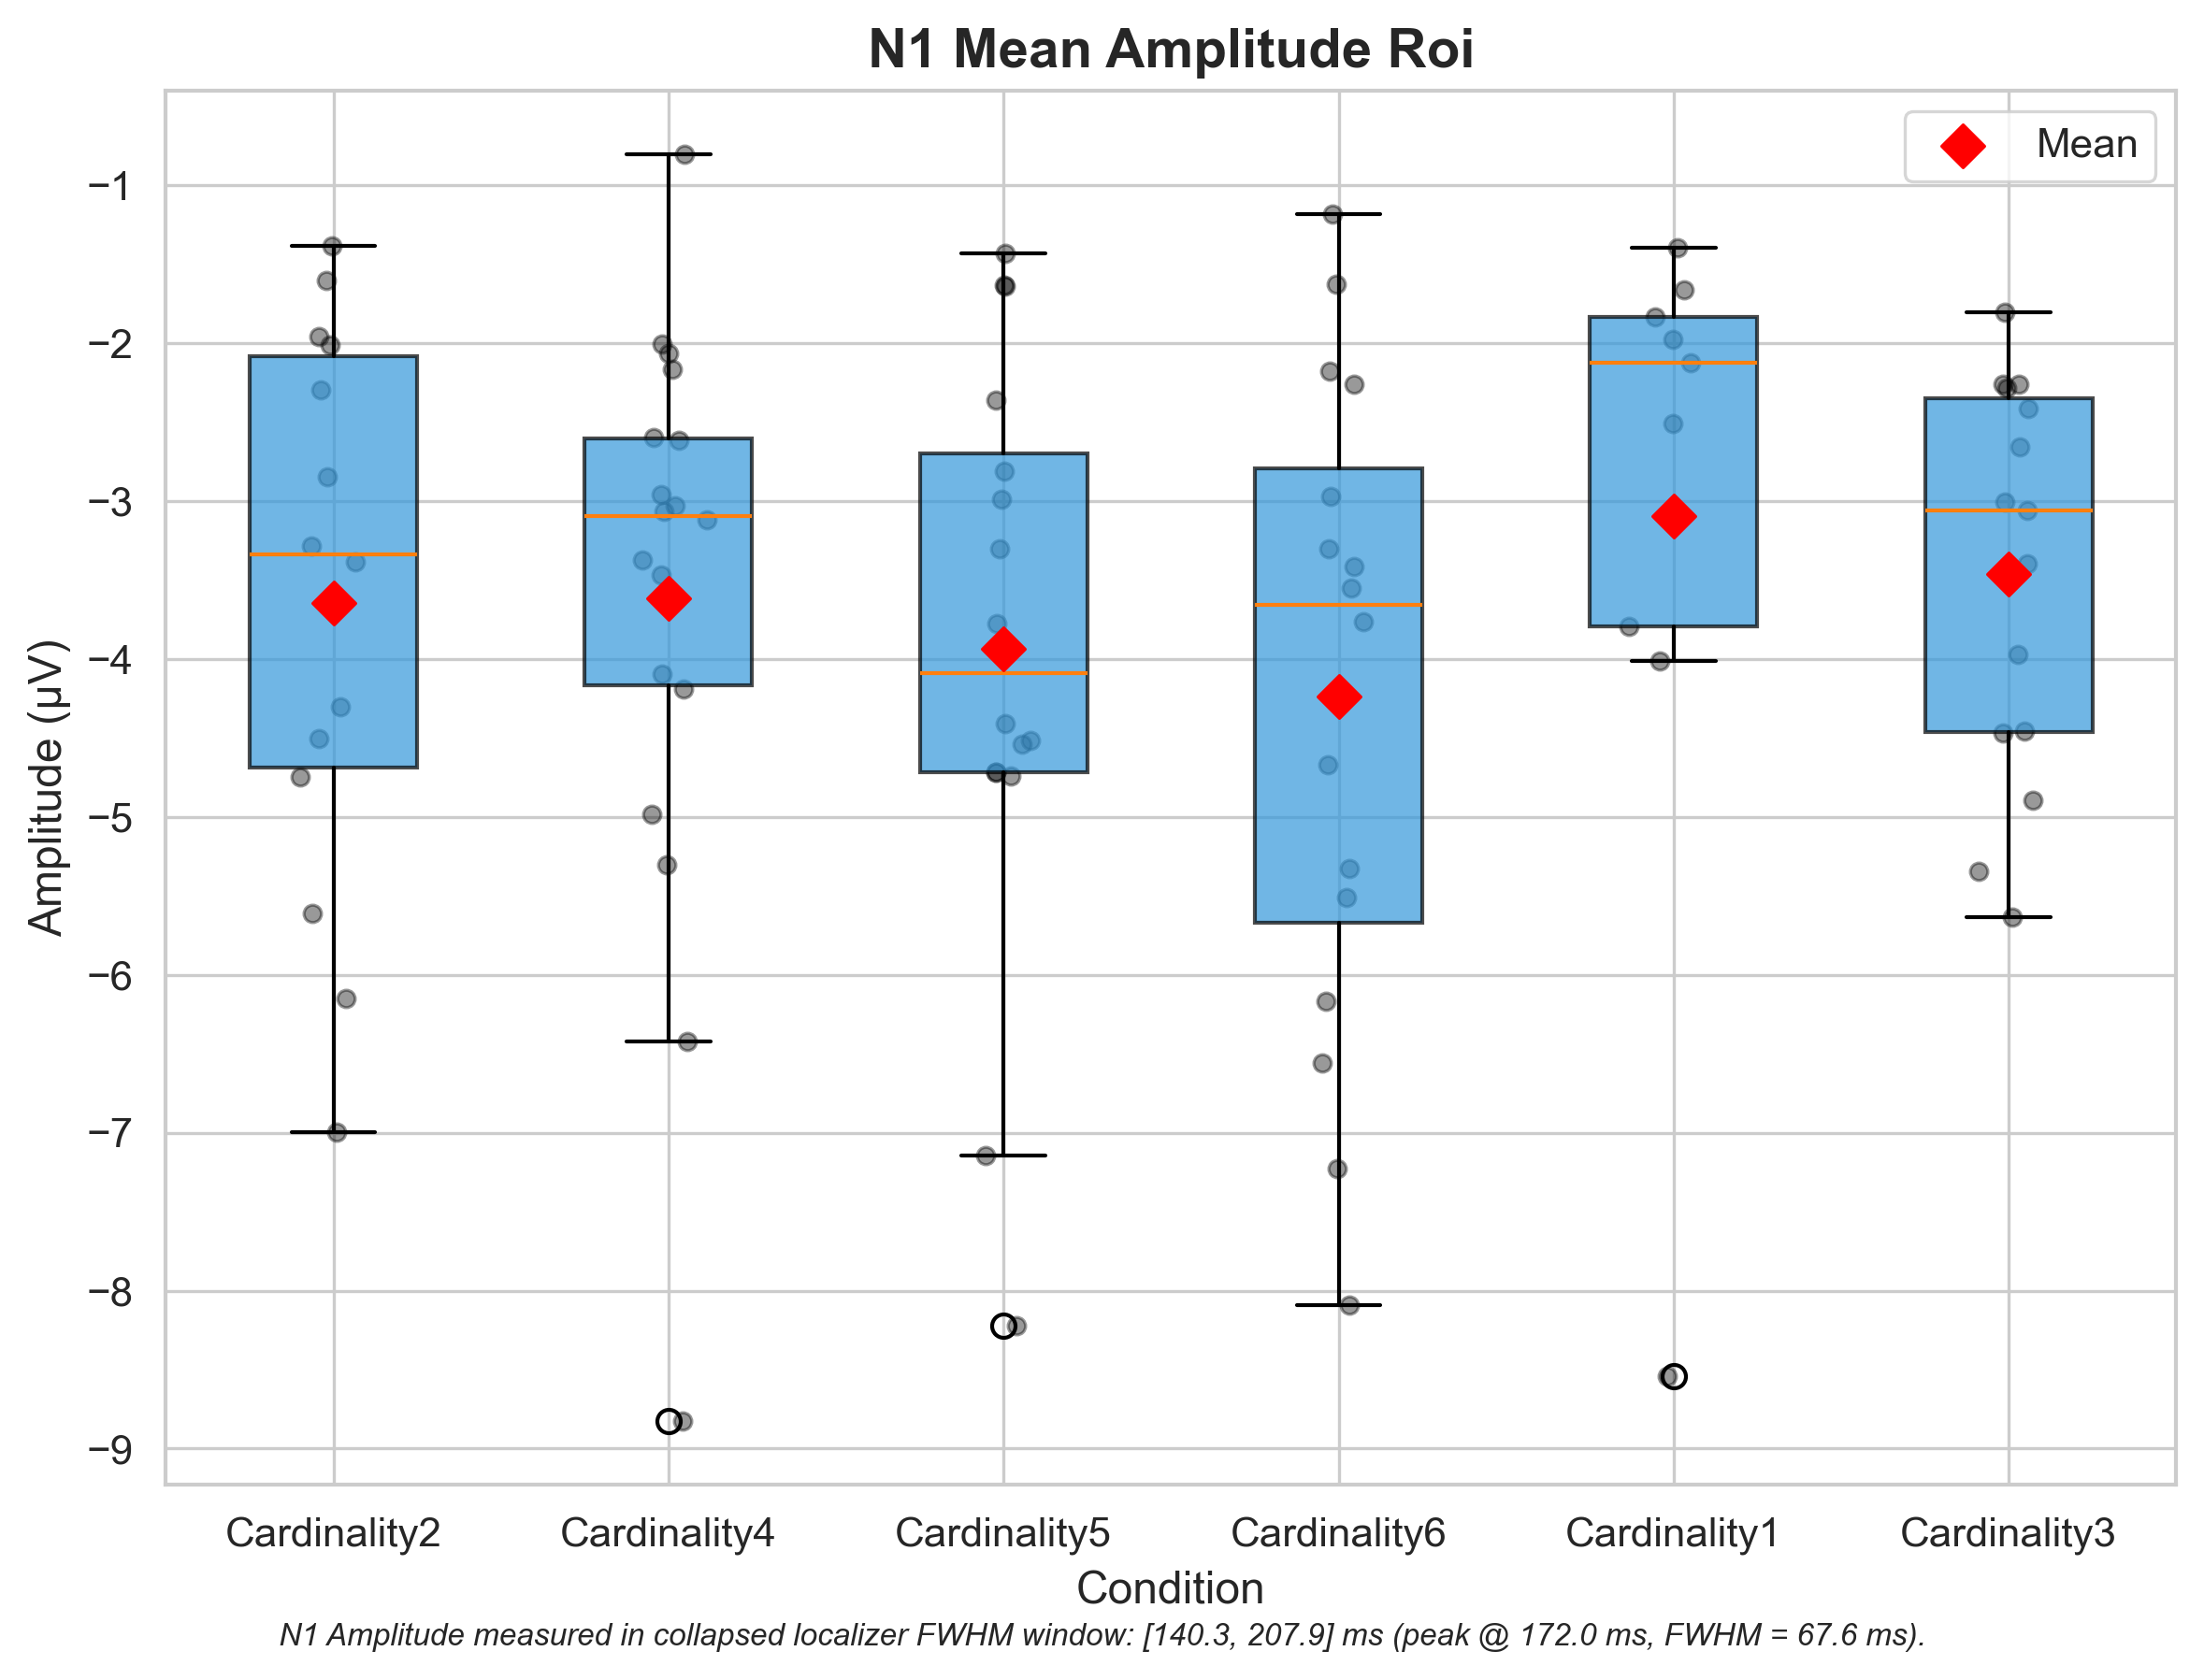 N1 Mean Amplitude Roi
Mean
−1
−2
−3
−4
−5
−6
−7
−8
−9
Amplitude (µV)
Cardinality2 Cardinality4 Cardinality5 Cardinality6 Cardinality1 Cardinality3
Condition
N1 Amplitude measured in collapsed localizer FWHM window: [140.3, 207.9] ms (peak @ 172.0 ms, FWHM = 67.6 ms).